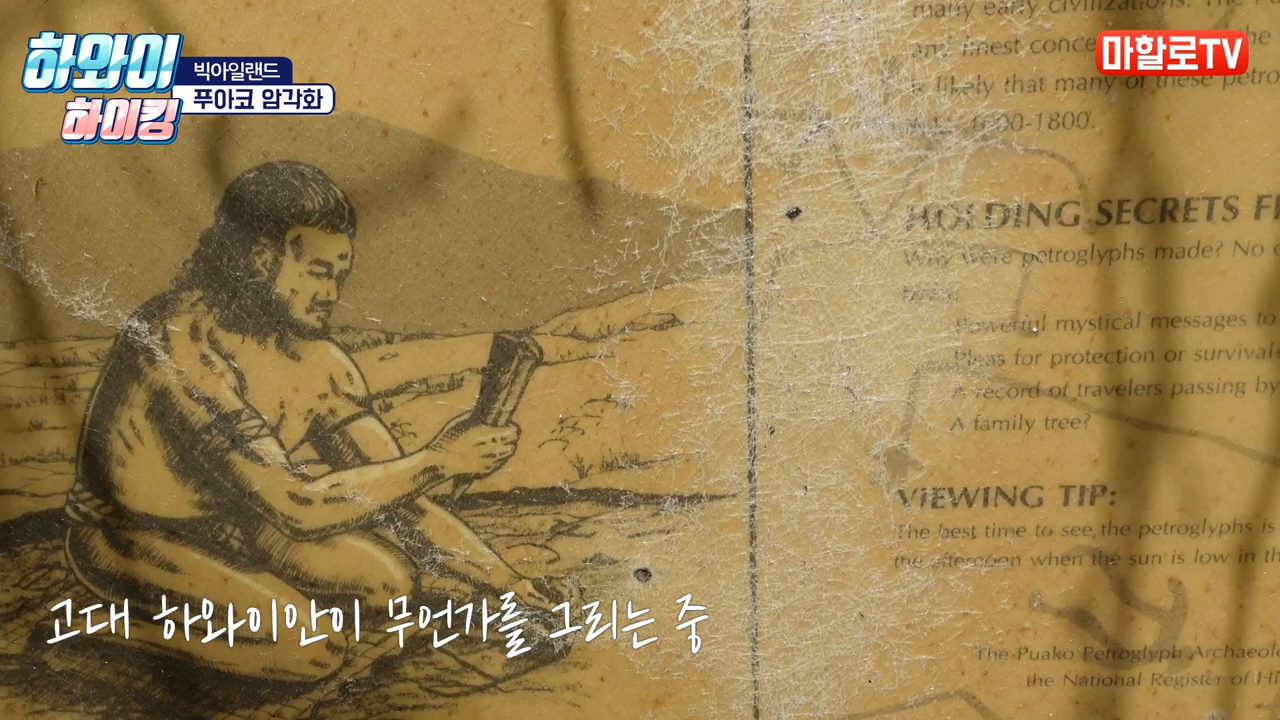 하와이
하이킹
빅아일랜드
푸아코 암각화
마할로TV
many early civilizations. The
and finest the
is likely that many of these
1000-1800.
HOLDING SECRETS
Why were petroglyphs made? No
Powerful mystical messages to
Pleas for protection or survival
A record of travelers passing by
A family tree?
VIEWING TIP:
The best time to see the petroglyphs is
the afternoon when the sun is low in
The Puako Petroglyph
the National Register of
고대 하와이안이 무언가를 그리는 중